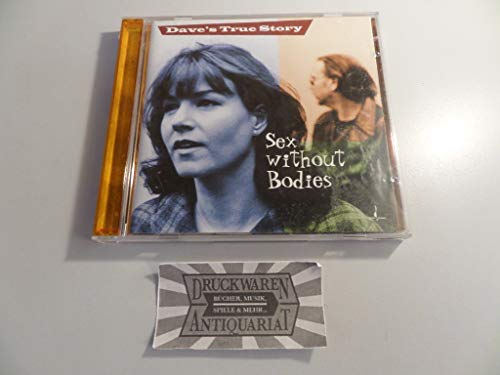 Dave's True Story
Sex
without
Bodies
DRUCKWAREN
BÜCHER, MUSIK,
SPIELE & MEHR...
ANTIQUARIAT